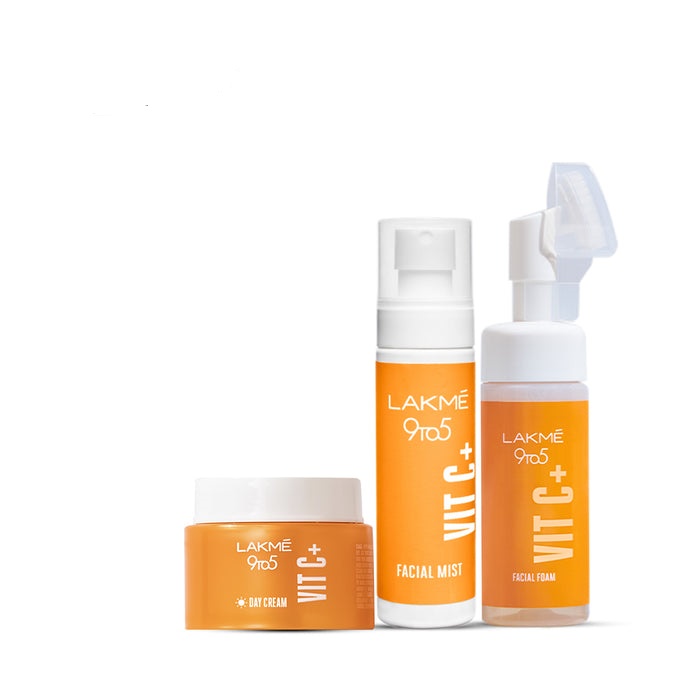 LAKMĒ
9TO5
VIT C+
DAY CREAM
LAKMĒ
9TO5
VIT C+
FACIAL MIST
LAKMĒ
9TO5
VIT C+
FACIAL FOAM